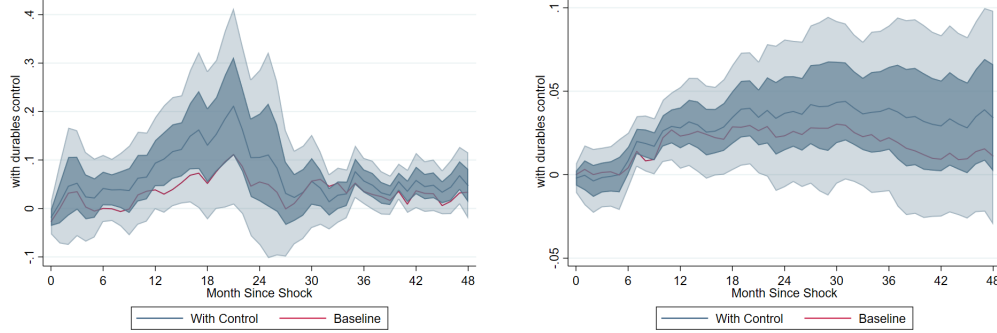 with durables control
-.1 0 .1 .2 .3 .4
0 6 12 18 24 30 36 42 48
Month Since Shock
With Control Baseline
with durables control
-.05 0 .05 .1
0 6 12 18 24 30 36 42 48
Month Since Shock
With Control Baseline